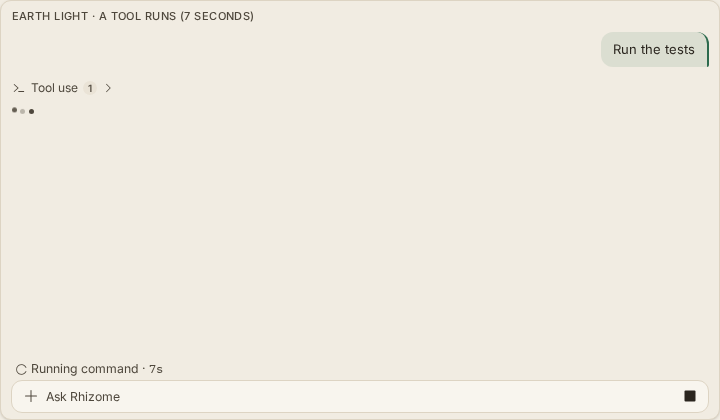 EARTH LIGHT · A TOOL RUNS (7 SECONDS)
Run the tests
Tool use 1
Running command · 7s
Ask Rhizome